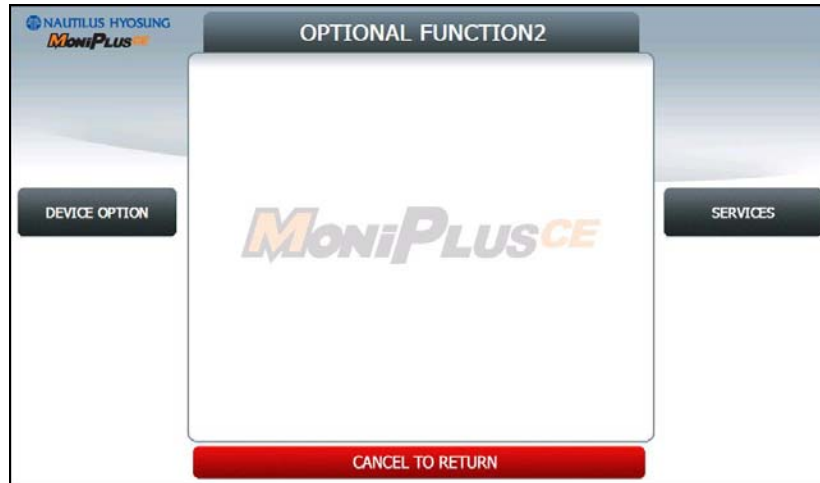 NAUTILUS HYOSUNG
MoniPlusCE
OPTIONAL FUNCTION2
DEVICE OPTION
MoniPlusCE
SERVICES
CANCEL TO RETURN